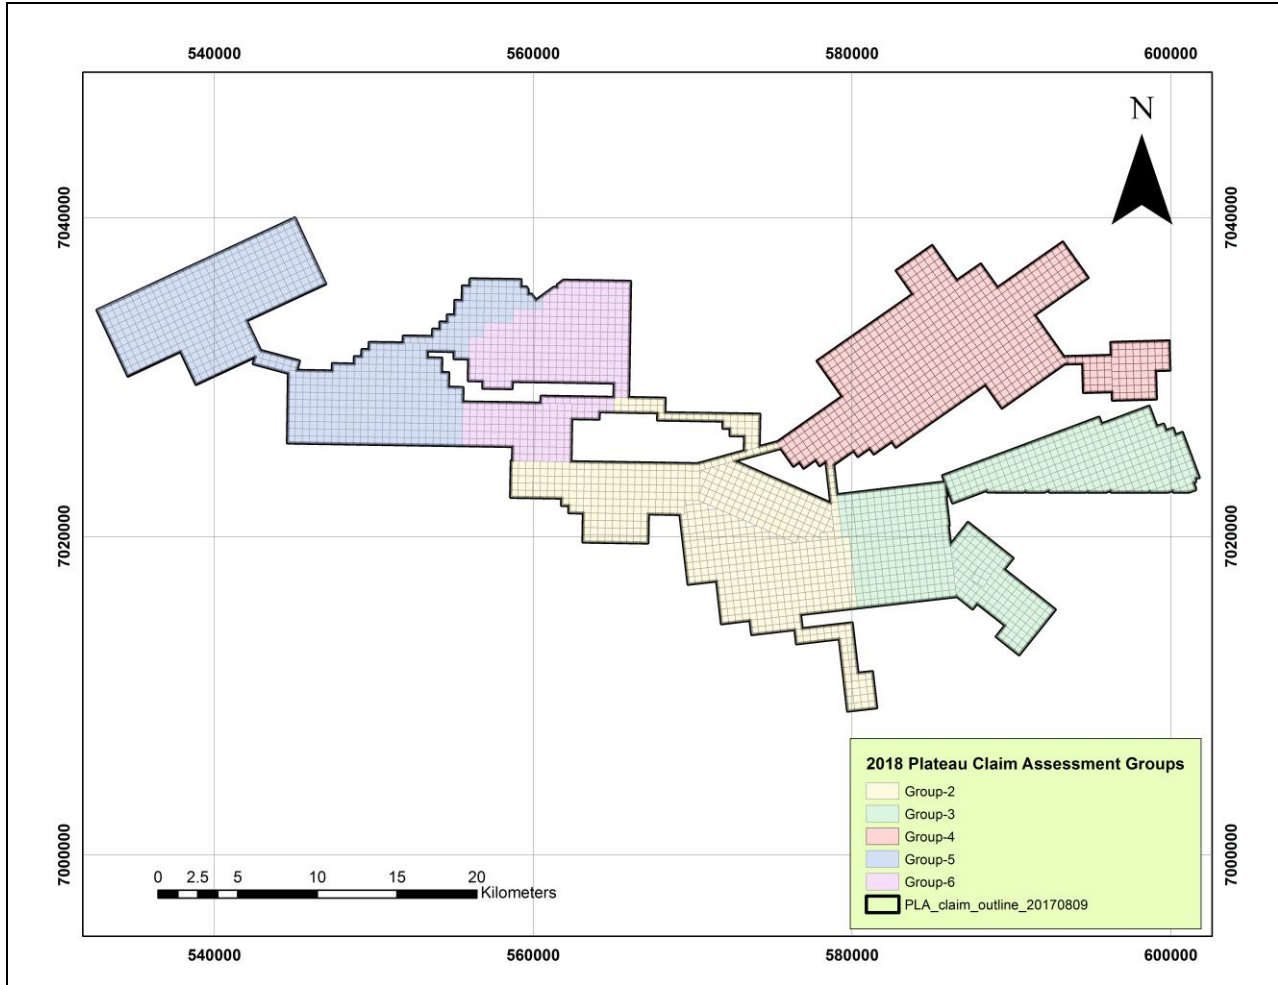 540000 560000 580000 600000
N
7040000 7040000
7020000 7020000
7000000 7000000
2018 Plateau Claim Assessment Groups
Group-2
Group-3
Group-4
Group-5
Group-6
PLA_claim_outline_20170809
0 2.5 5 10 15 20
Kilometers
540000 560000 580000 600000